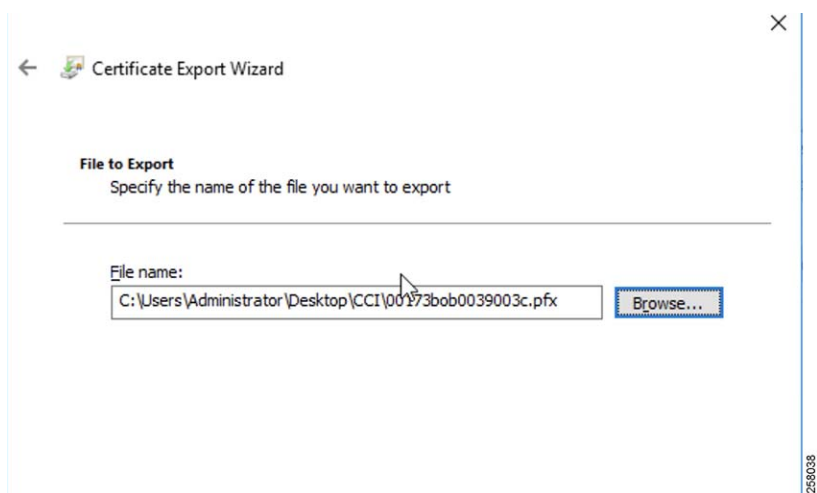 Certificate Export Wizard
File to Export
Specify the name of the file you want to export
File name:
C:\Users\Administrator\Desktop\CCI\00173bob0039003c.pfx
Browse...
258038